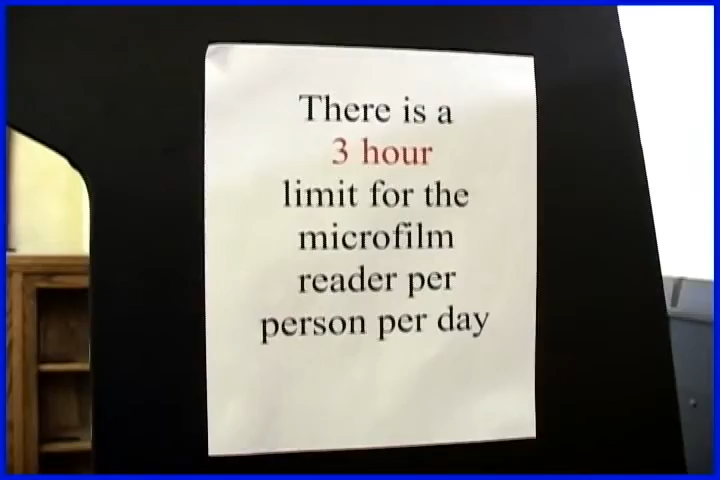 There is a
3 hour
limit for the
microfilm
reader per
person per day